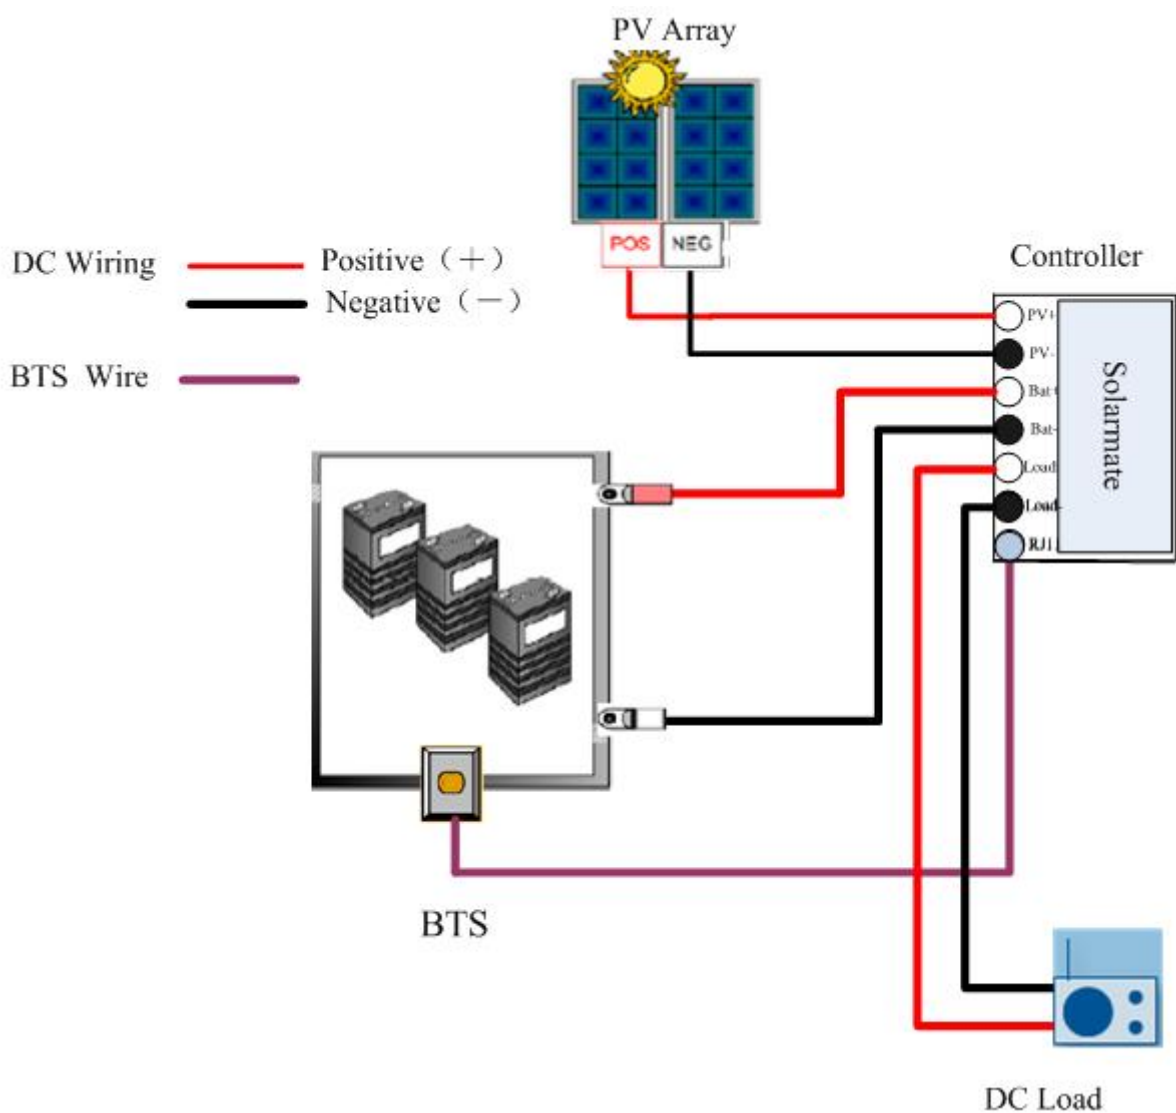 PV Array
POS NEG
DC Wiring Positive（+）
Negative（－）
BTS Wire
Controller
PV+
PV-
Bat+
Bat-
Load
Load-
RJ11
Solarmate
BTS
DC Load